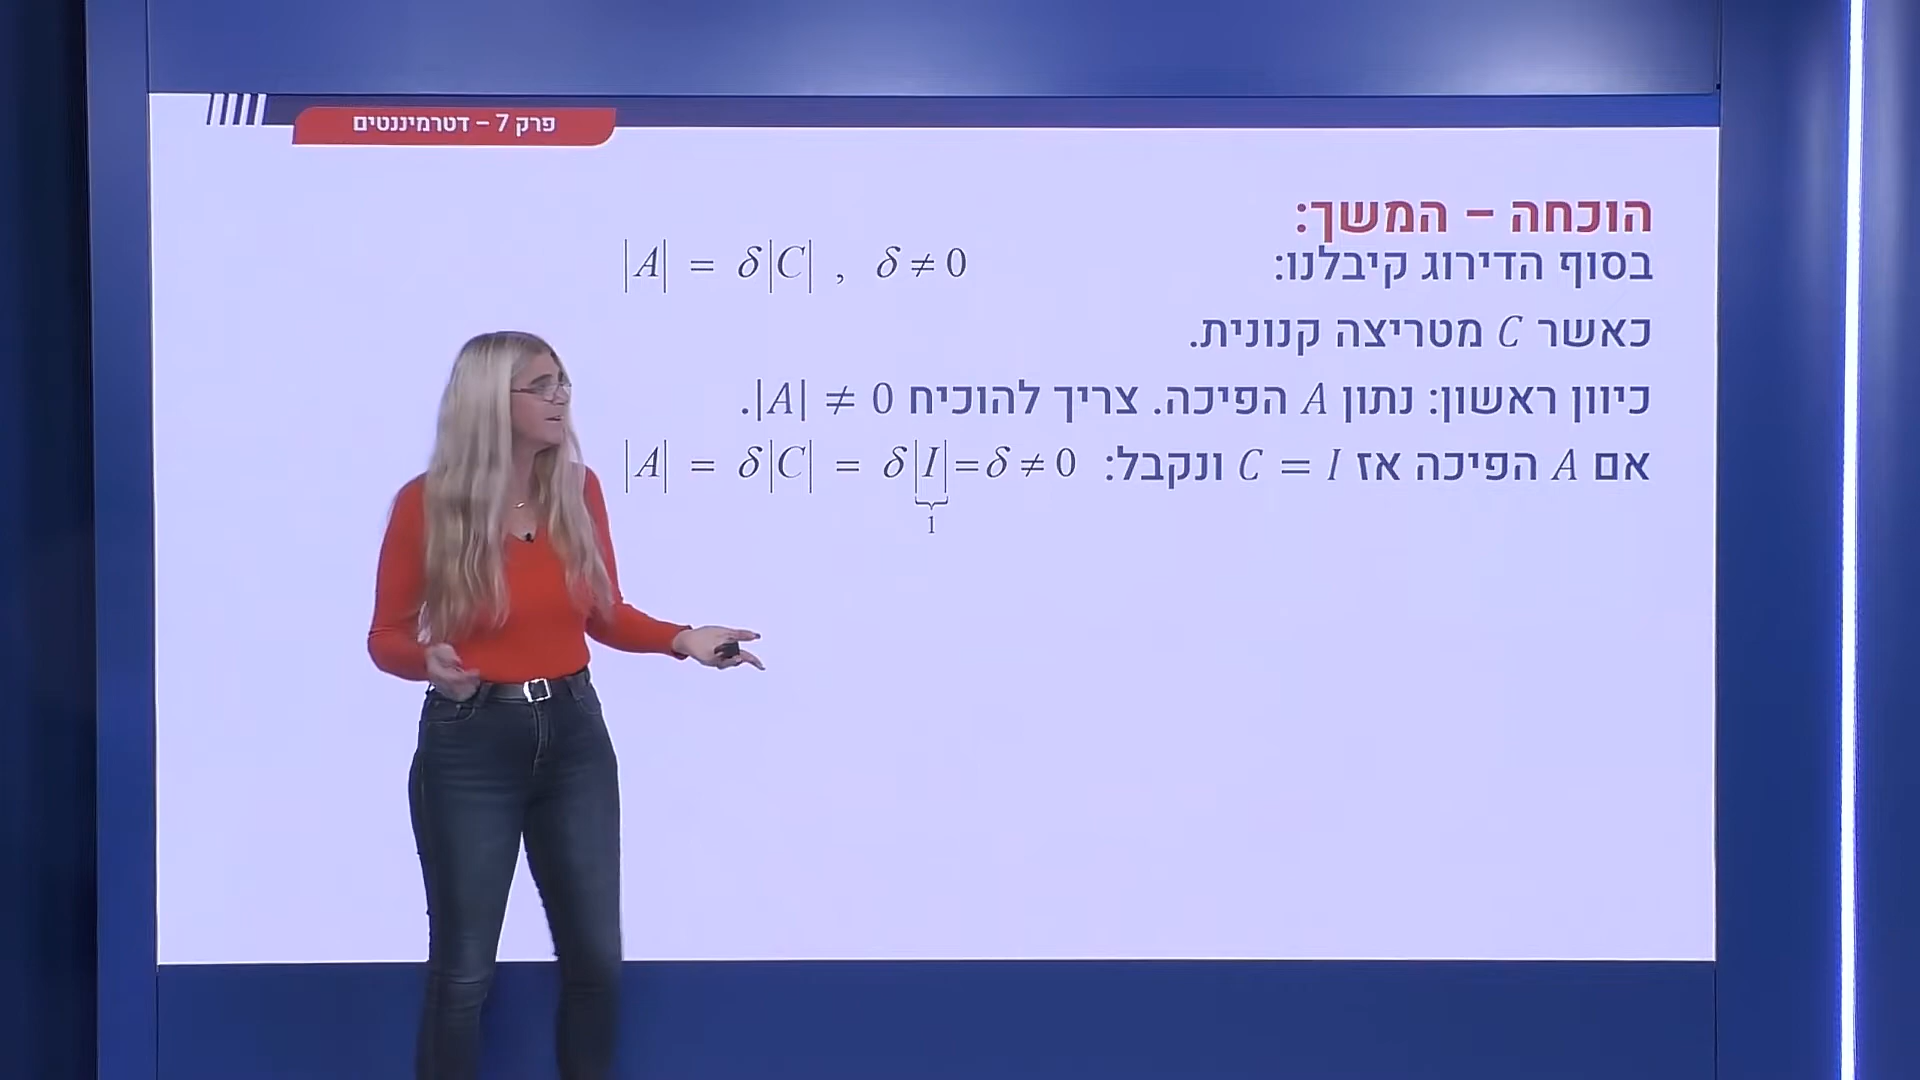 פרק 7 – דטרמיננטים
הוכחה – המשך:
בסוף הדירוג קיבלנו: |A| = δ|C| , δ ≠ 0
כאשר C מטריצה קנונית.
כיוון ראשון: נתון A הפיכה. צריך להוכיח |A| ≠ 0.
אם A הפיכה אז C = I ונקבל: |A| = δ|C| = δ|I| = δ ≠ 0
1